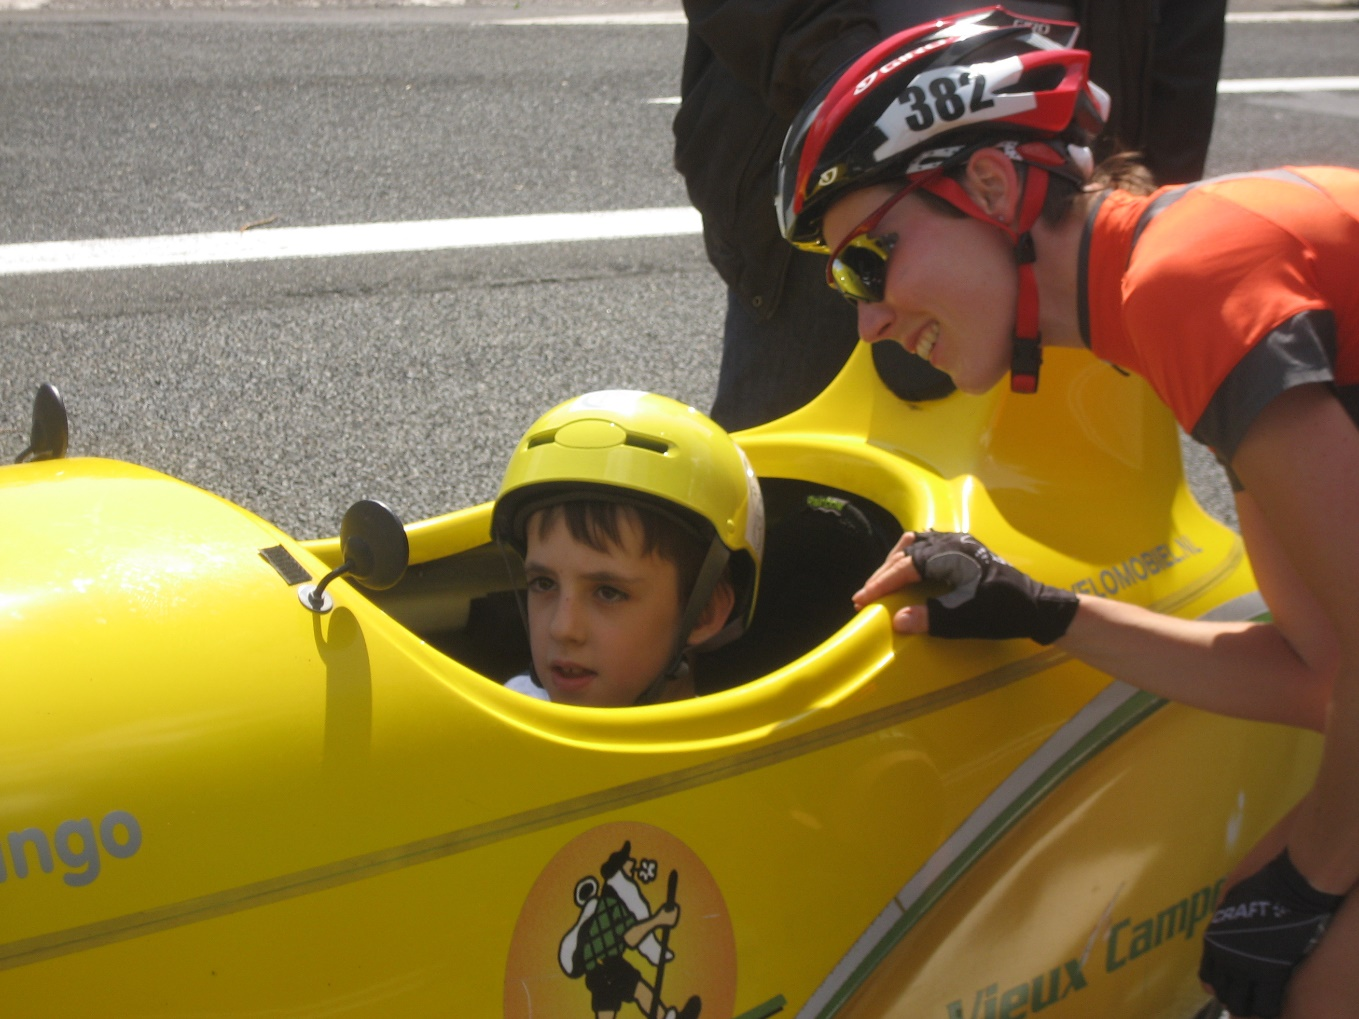 GIRO
382
VELOMOBIEL.NL
ngo
CRAFT
Vieux Campe